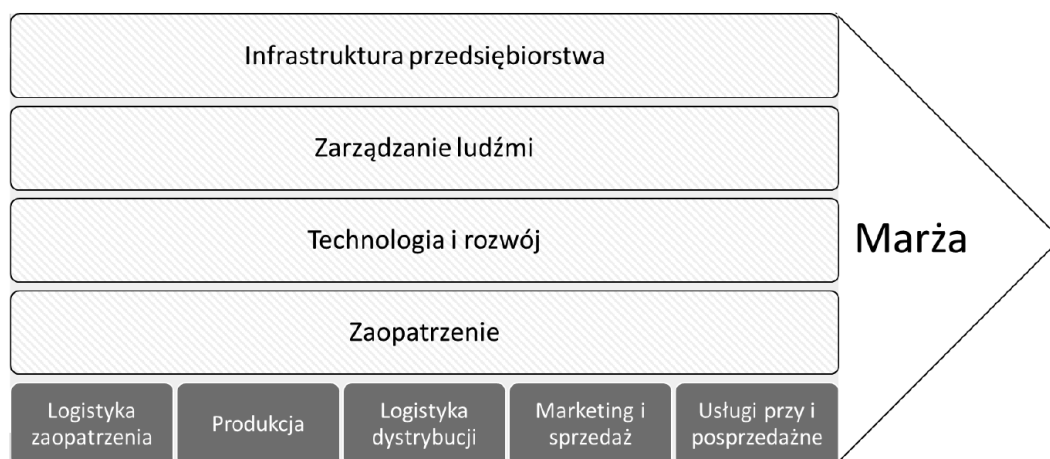 Infrastruktura przedsiębiorstwa
Zarządzanie ludźmi
Technologia i rozwój
Marża
Zaopatrzenie
Logistyka
zaopatrzenia
Produkcja
Logistyka
dystrybucji
Marketing i
sprzedaż
Usługi przy i
posprzedażne